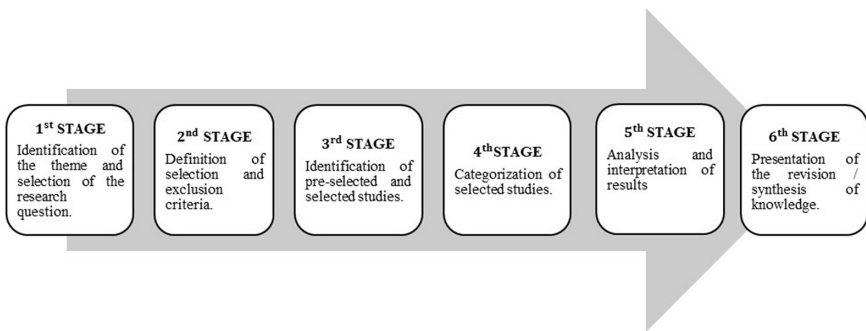 1st STAGE
Identification of
the theme and
selection of the
research
question.
2nd STAGE
Definition of
selection and
exclusion
criteria.
3rd STAGE
Identification of
pre-selected and
selected studies.
4thSTAGE
Categorization of
selected studies.
5th STAGE
Analysis and
interpretation of
results
6th STAGE
Presentation of
the revision /
synthesis of
knowledge.